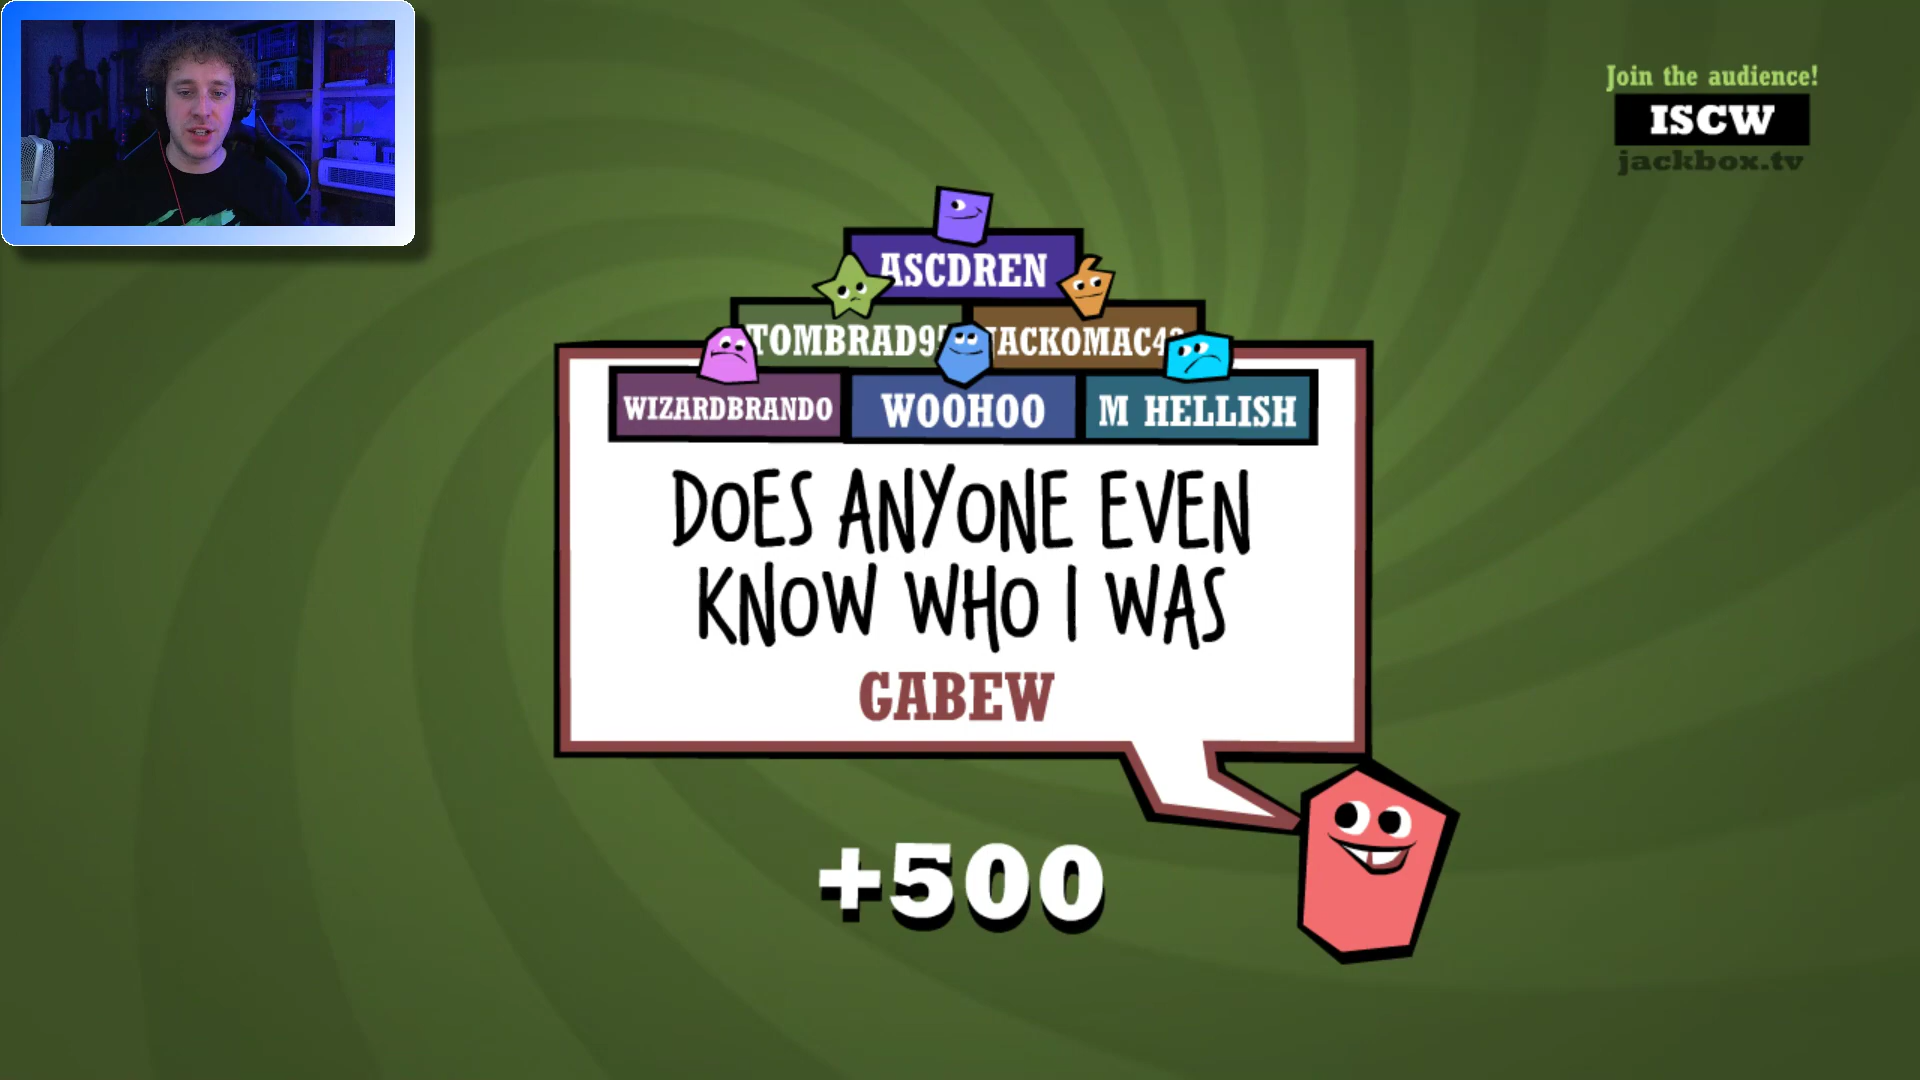 Join the audience!
ISCW
jackbox.tv
ASCDREN
WIZARDBRANDO
WOOHOO
M HELLISH
DOES ANYONE EVEN
KNOW WHO I WAS
GABEW
+500